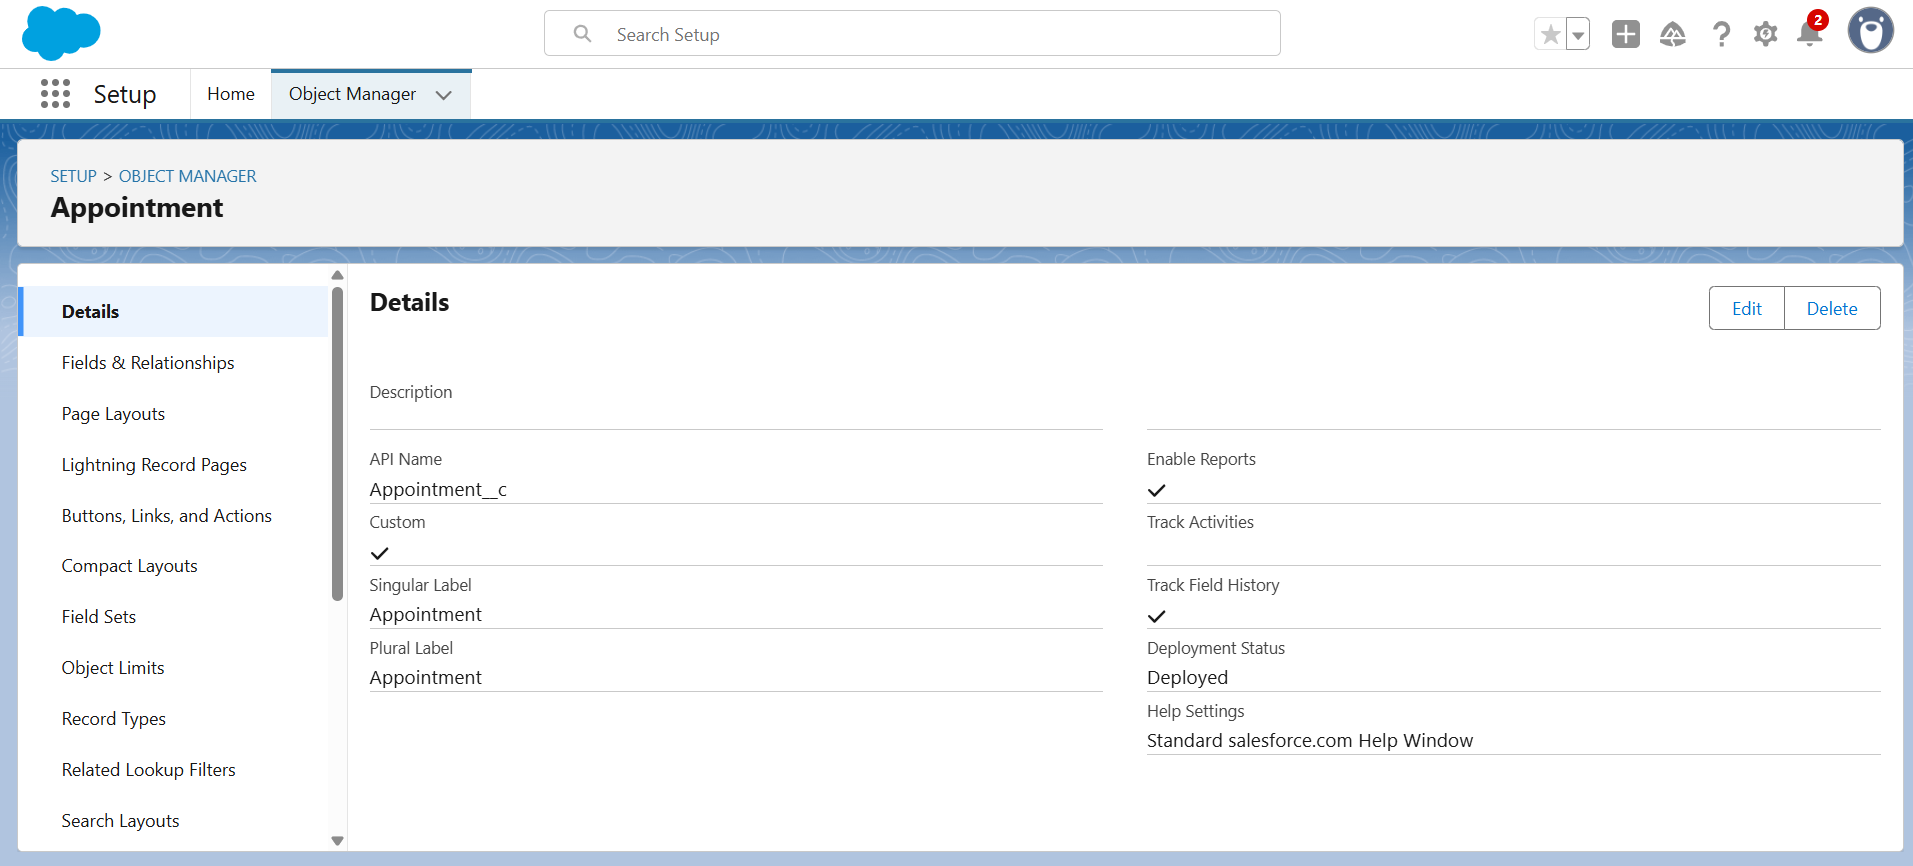 Search Setup
2
Setup
Home
Object Manager
SETUP > OBJECT MANAGER
Appointment
Details
Fields & Relationships
Page Layouts
Lightning Record Pages
Buttons, Links, and Actions
Compact Layouts
Field Sets
Object Limits
Record Types
Related Lookup Filters
Search Layouts
Details
Edit
Delete
Description
API Name
Appointment__c
Custom
Singular Label
Appointment
Plural Label
Appointment
Enable Reports
Track Activities
Track Field History
Deployment Status
Deployed
Help Settings
Standard salesforce.com Help Window